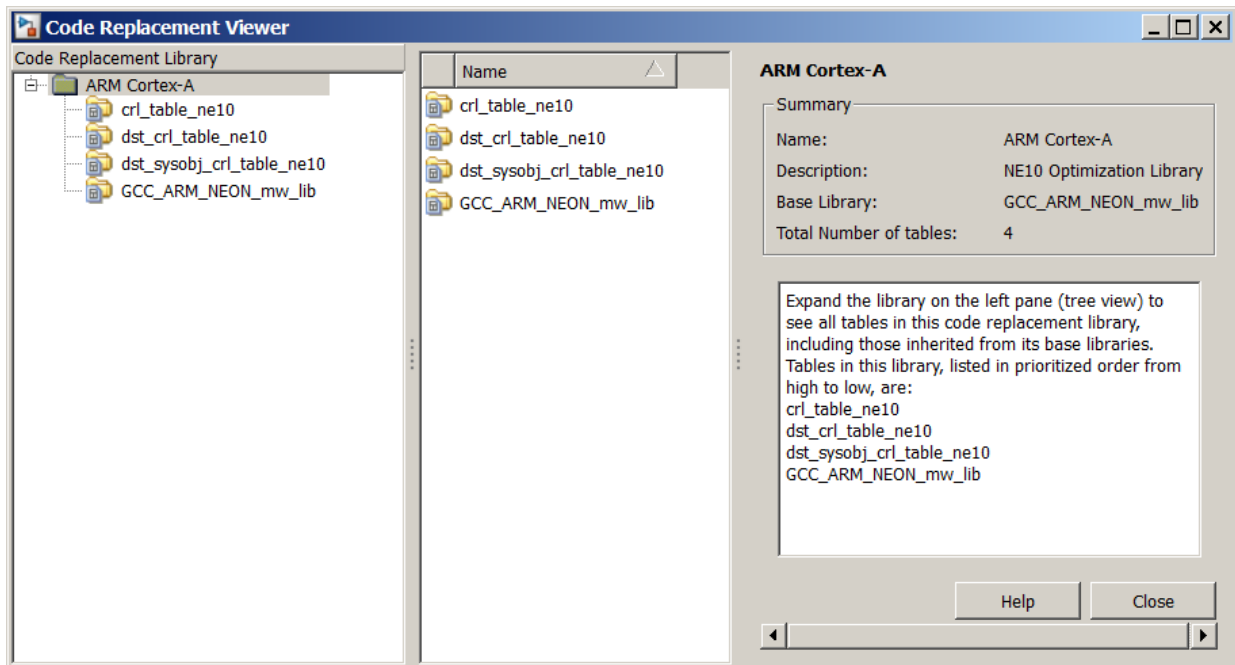 Code Replacement Viewer
Code Replacement Library
ARM Cortex-A
crl_table_ne10
dst_crl_table_ne10
dst_sysobj_crl_table_ne10
GCC_ARM_NEON_mw_lib
Name
crl_table_ne10
dst_crl_table_ne10
dst_sysobj_crl_table_ne10
GCC_ARM_NEON_mw_lib
ARM Cortex-A
Summary
Name: ARM Cortex-A
Description: NE10 Optimization Library
Base Library: GCC_ARM_NEON_mw_lib
Total Number of tables: 4
Expand the library on the left pane (tree view) to
see all tables in this code replacement library,
including those inherited from its base libraries.
Tables in this library, listed in prioritized order from
high to low, are:
crl_table_ne10
dst_crl_table_ne10
dst_sysobj_crl_table_ne10
GCC_ARM_NEON_mw_lib
Help Close